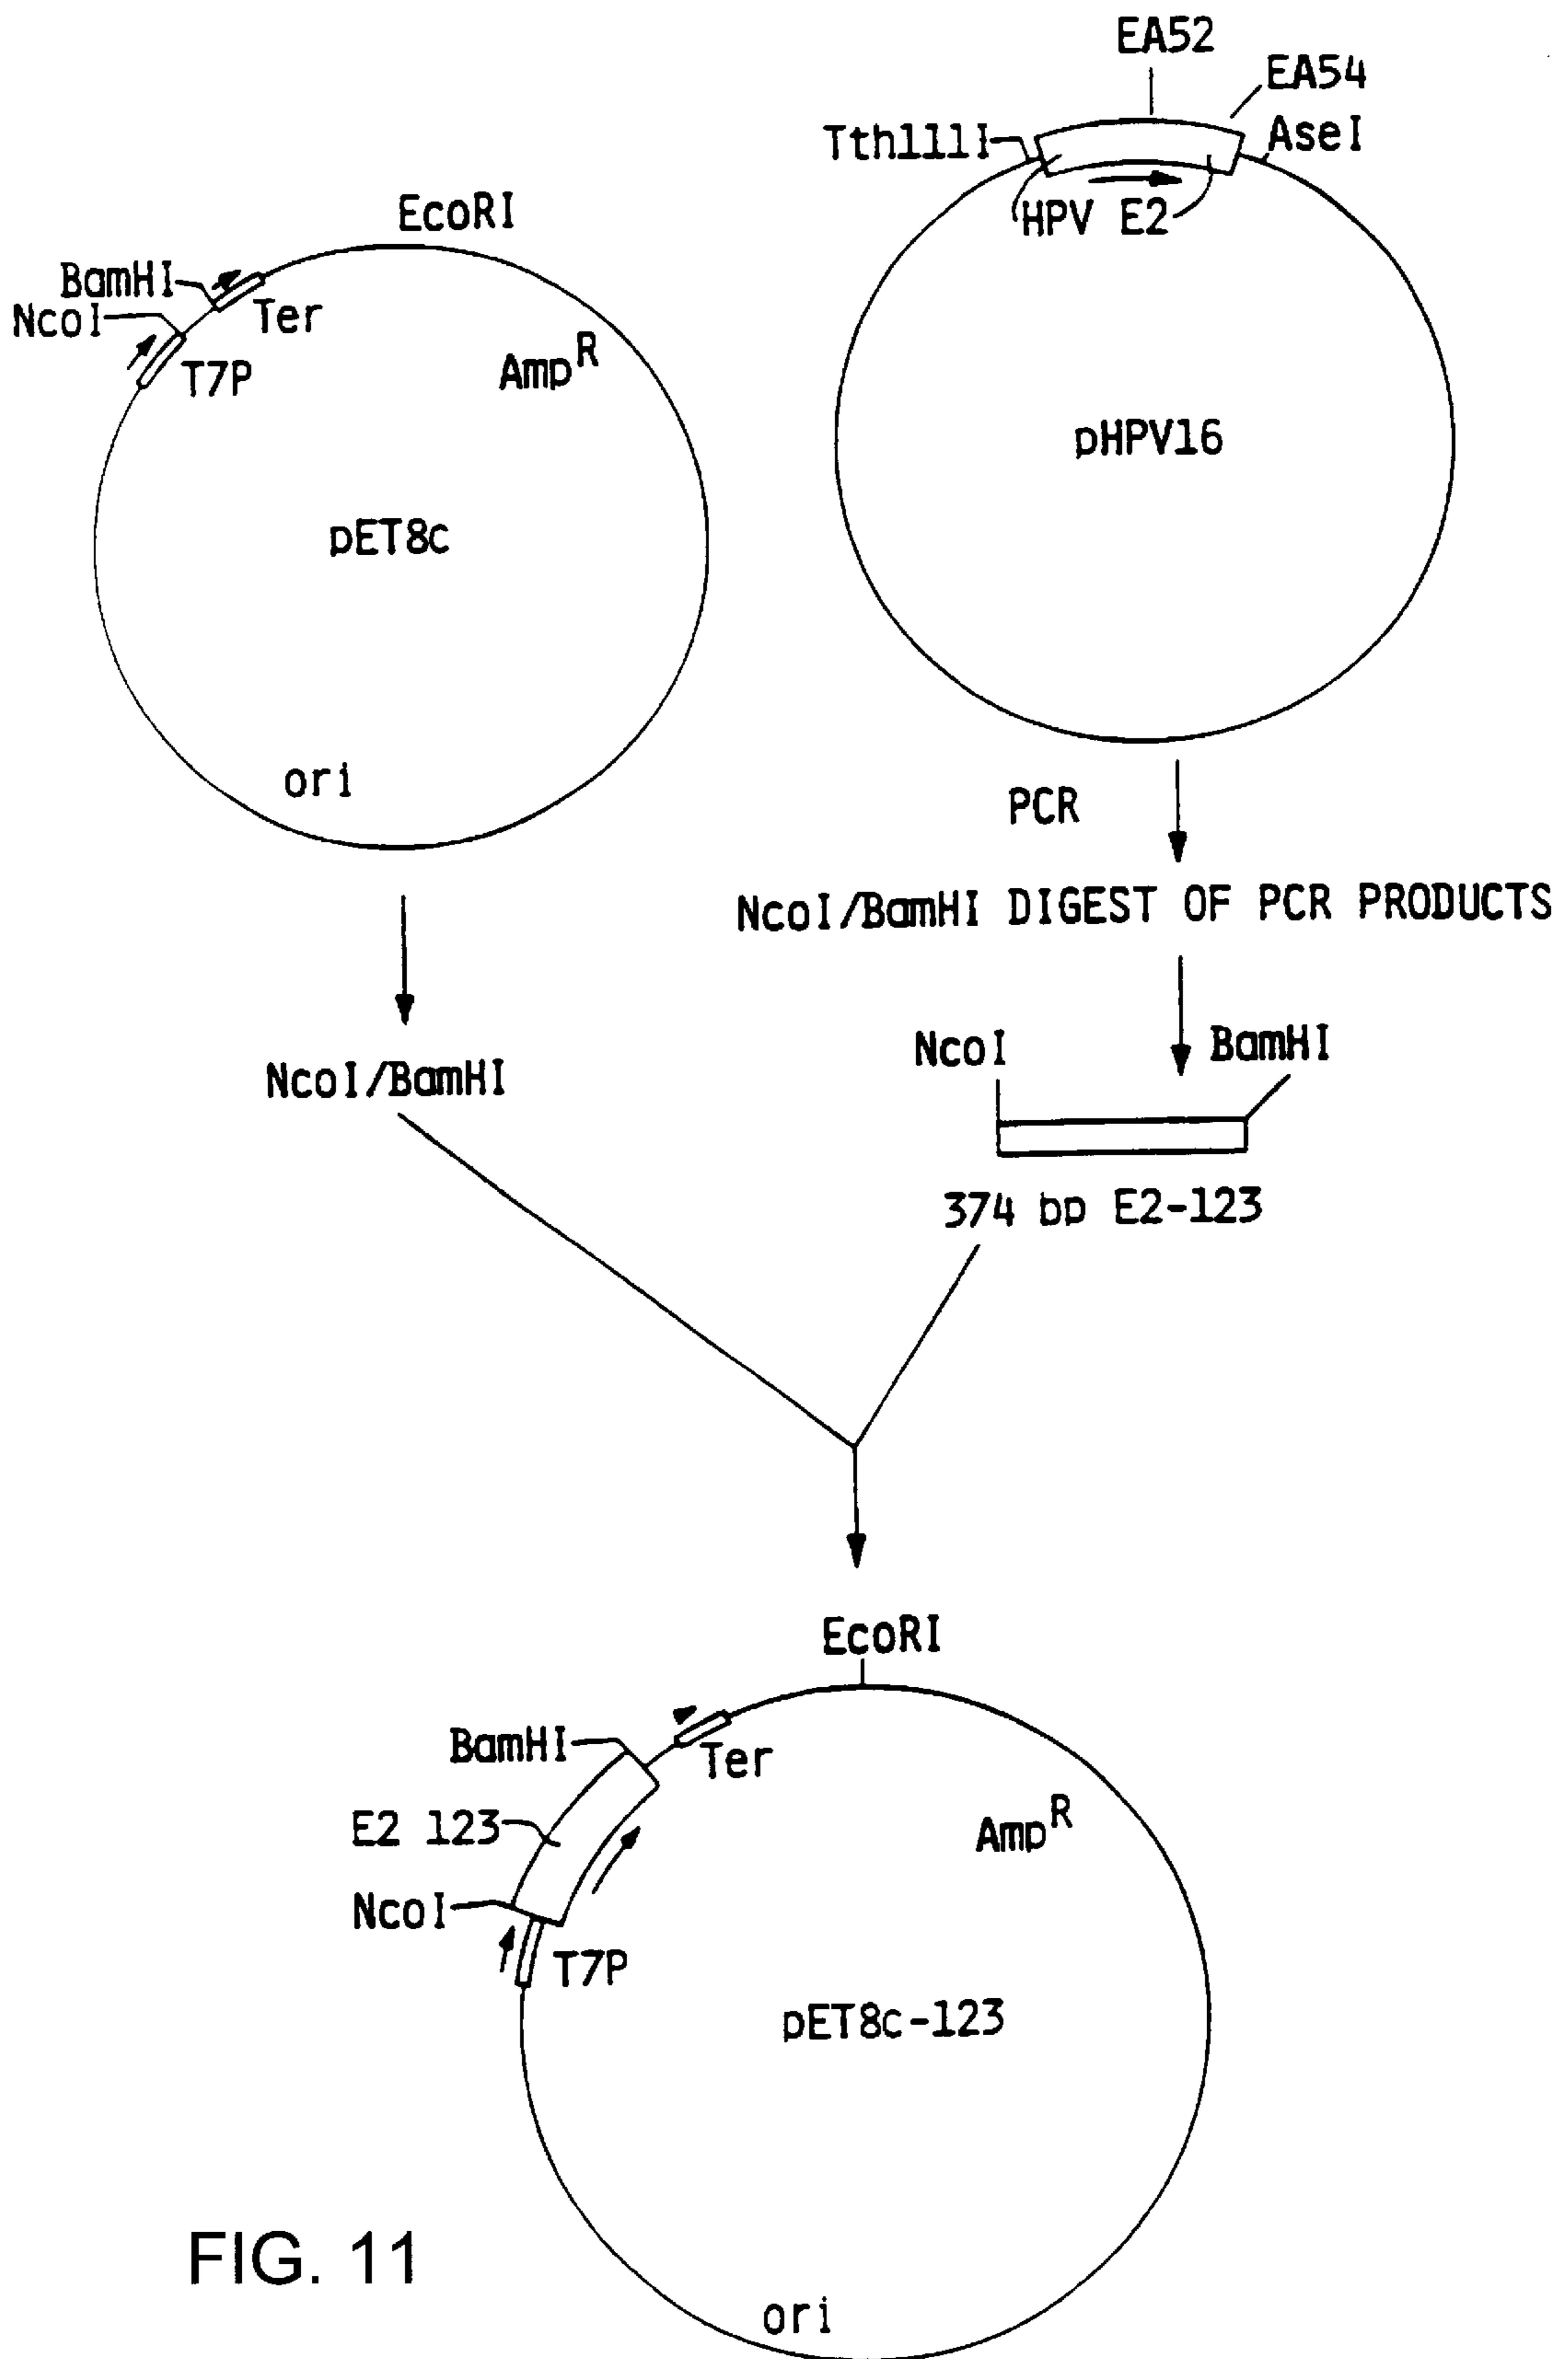 EA52
EA54
Tth111I
AseI
HPV E2
pHPV16
EcoRI
BamHI
NcoI
Ter
T7P
Amp^R
pET8c
ori
PCR
NcoI/BamHI DIGEST OF PCR PRODUCTS
NcoI/BamHI
NcoI
BamHI
374 bp E2-123
EcoRI
BamHI
Ter
E2 123
Amp^R
NcoI
T7P
pET8c-123
FIG. 11
ori